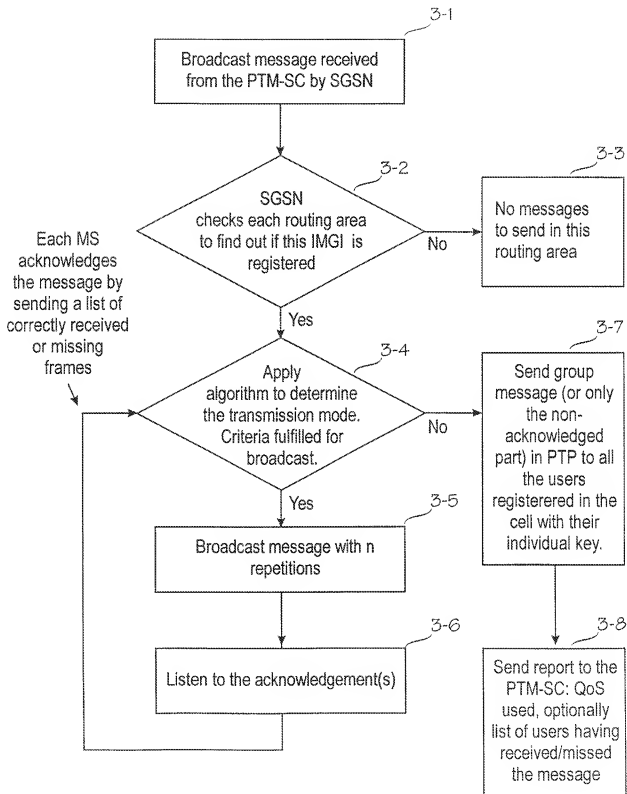 3-1
Broadcast message received
from the PTM-SC by SGSN
3-2
SGSN
checks each routing area
to find out if this IMGI is
registered
No
3-3
No messages
to send in this
routing area
Each MS
acknowledges
the message by
sending a list of
correctly received
or missing
frames
Yes
3-4
Apply
algorithm to determine
the transmission mode.
Criteria fulfilled for
broadcast.
No
3-7
Send group
message (or only
the non-
acknowledged
part) in PTP to all
the users
registerered in the
cell with their
individual key.
Yes
3-5
Broadcast message with n
repetitions
3-6
Listen to the acknowledgement(s)
3-8
Send report to the
PTM-SC: QoS
used, optionally
list of users having
received/missed
the message